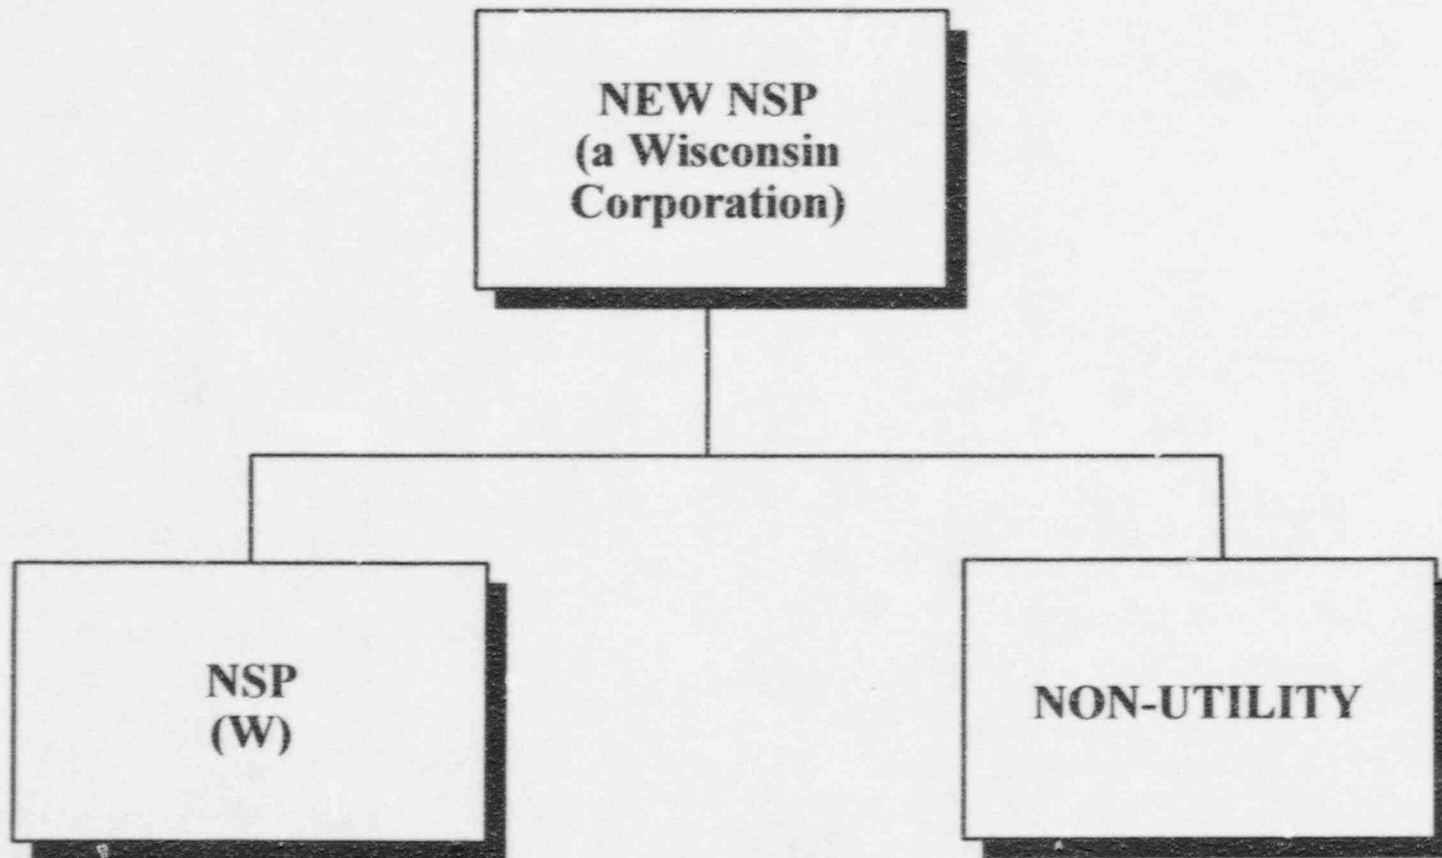 NEW NSP
(a Wisconsin
Corporation)
NSP
(W)
NON-UTILITY